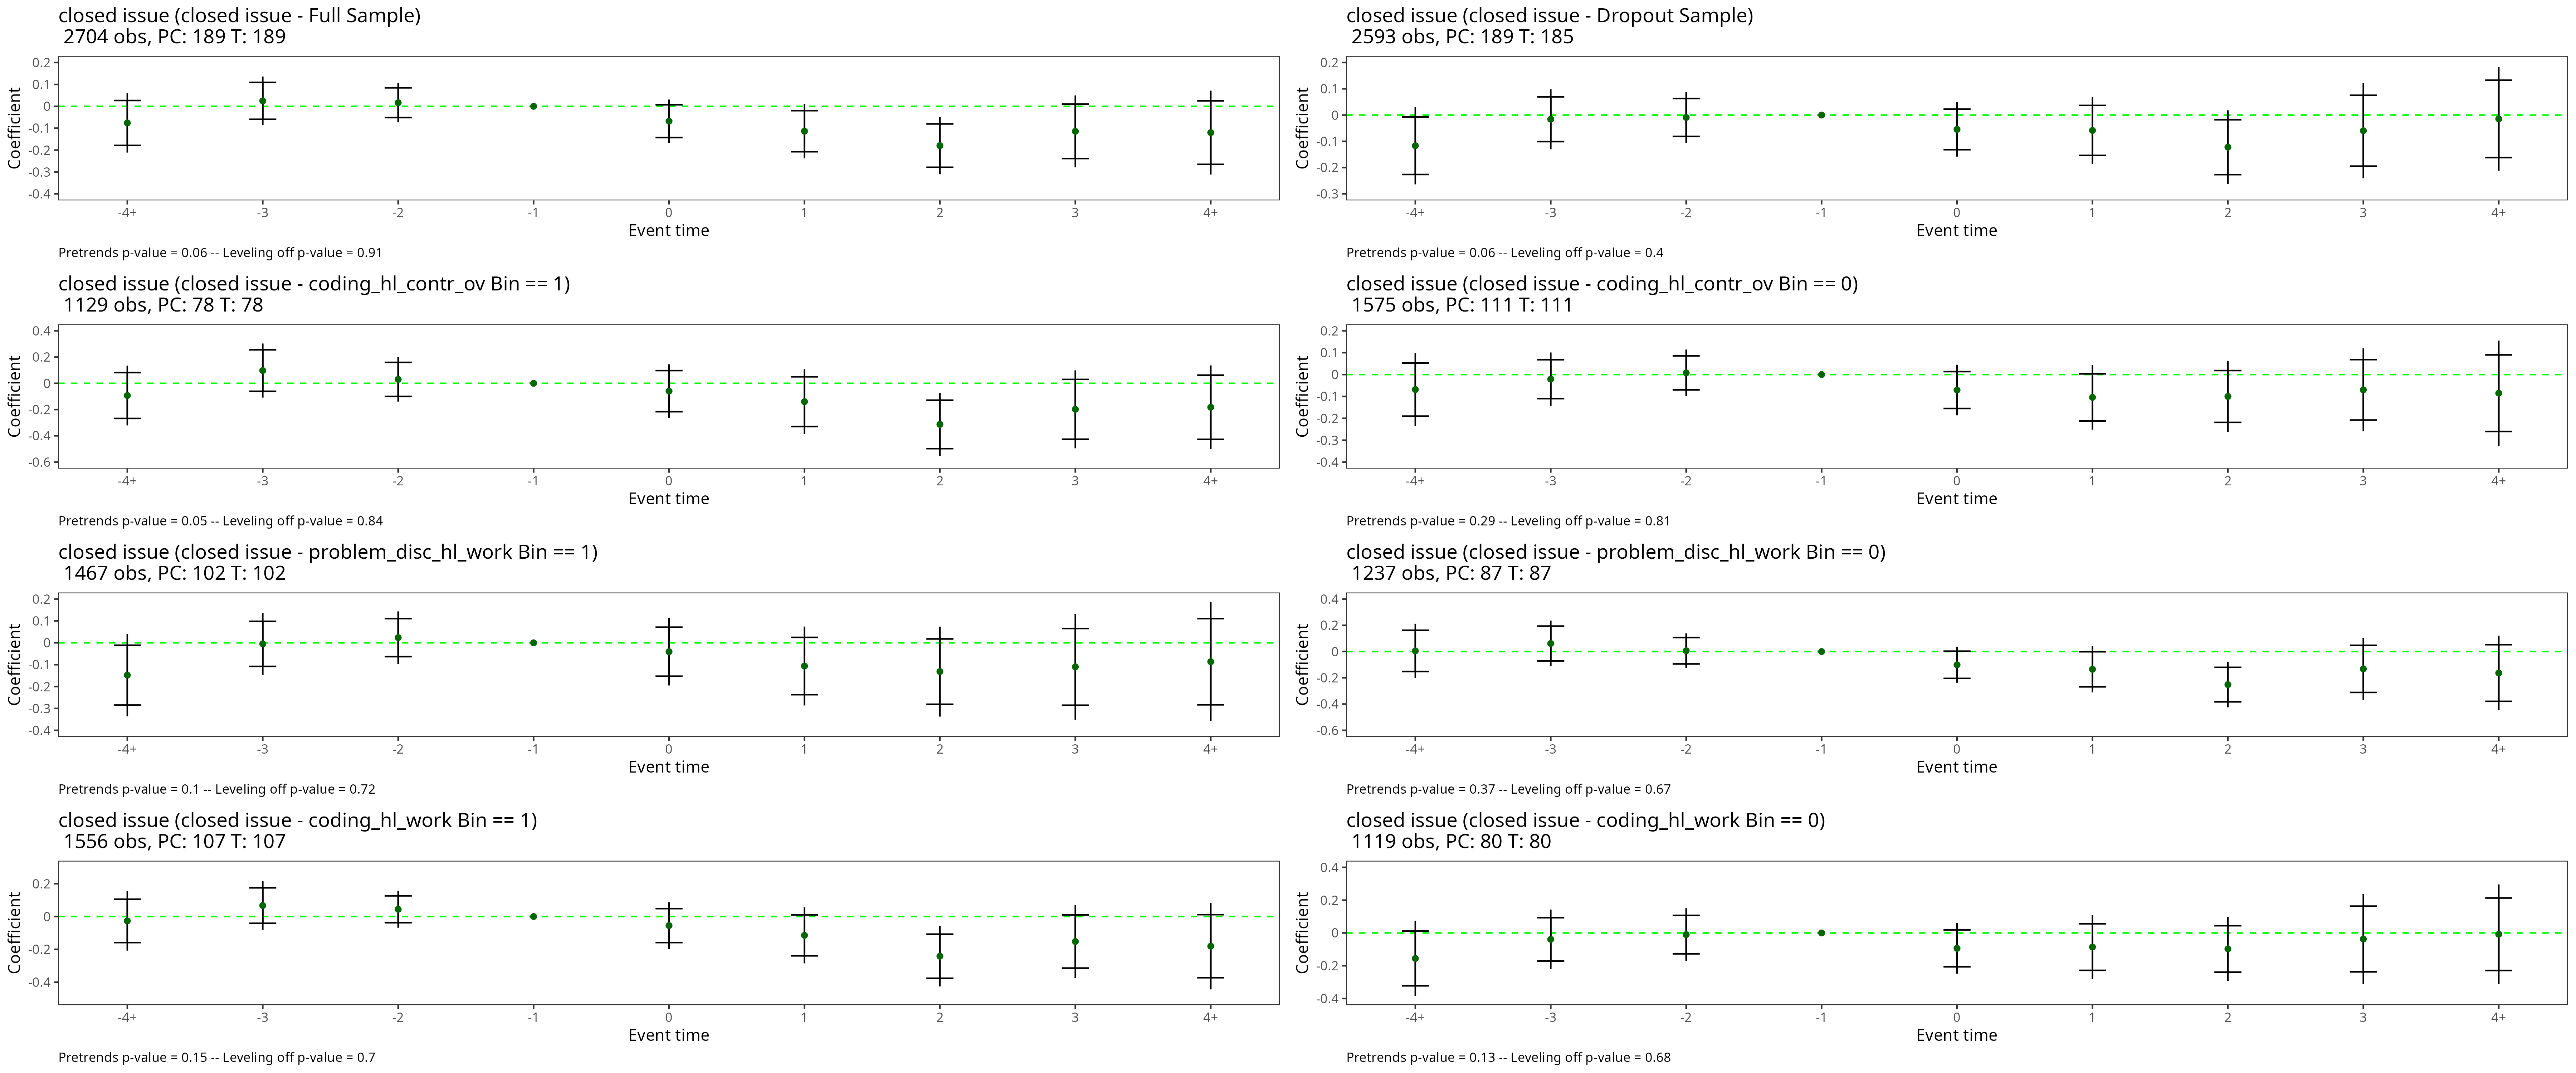 closed issue (closed issue - Full Sample)
2704 obs, PC: 189 T: 189
0.2
0.1
0
-0.1
-0.2
-0.3
-0.4
Coefficient
-4+ -3 -2 -1 0 1 2 3 4+
Event time
Pretrends p-value = 0.06 -- Leveling off p-value = 0.91
closed issue (closed issue - Dropout Sample)
2593 obs, PC: 189 T: 185
0.2
0.1
0
-0.1
-0.2
-0.3
Coefficient
-4+ -3 -2 -1 0 1 2 3 4+
Event time
Pretrends p-value = 0.06 -- Leveling off p-value = 0.4
closed issue (closed issue - coding_hl_contr_ov Bin == 1)
1129 obs, PC: 78 T: 78
0.4
0.2
0
-0.2
-0.4
-0.6
Coefficient
-4+ -3 -2 -1 0 1 2 3 4+
Event time
Pretrends p-value = 0.05 -- Leveling off p-value = 0.84
closed issue (closed issue - coding_hl_contr_ov Bin == 0)
1575 obs, PC: 111 T: 111
0.2
0.1
0
-0.1
-0.2
-0.3
-0.4
Coefficient
-4+ -3 -2 -1 0 1 2 3 4+
Event time
Pretrends p-value = 0.29 -- Leveling off p-value = 0.81
closed issue (closed issue - problem_disc_hl_work Bin == 1)
1467 obs, PC: 102 T: 102
0.2
0.1
0
-0.1
-0.2
-0.3
-0.4
Coefficient
-4+ -3 -2 -1 0 1 2 3 4+
Event time
Pretrends p-value = 0.1 -- Leveling off p-value = 0.72
closed issue (closed issue - problem_disc_hl_work Bin == 0)
1237 obs, PC: 87 T: 87
0.4
0.2
0
-0.2
-0.4
-0.6
Coefficient
-4+ -3 -2 -1 0 1 2 3 4+
Event time
Pretrends p-value = 0.37 -- Leveling off p-value = 0.67
closed issue (closed issue - coding_hl_work Bin == 1)
1556 obs, PC: 107 T: 107
0.2
0
-0.2
-0.4
Coefficient
-4+ -3 -2 -1 0 1 2 3 4+
Event time
Pretrends p-value = 0.15 -- Leveling off p-value = 0.7
closed issue (closed issue - coding_hl_work Bin == 0)
1119 obs, PC: 80 T: 80
0.4
0.2
0
-0.2
-0.4
Coefficient
-4+ -3 -2 -1 0 1 2 3 4+
Event time
Pretrends p-value = 0.13 -- Leveling off p-value = 0.68